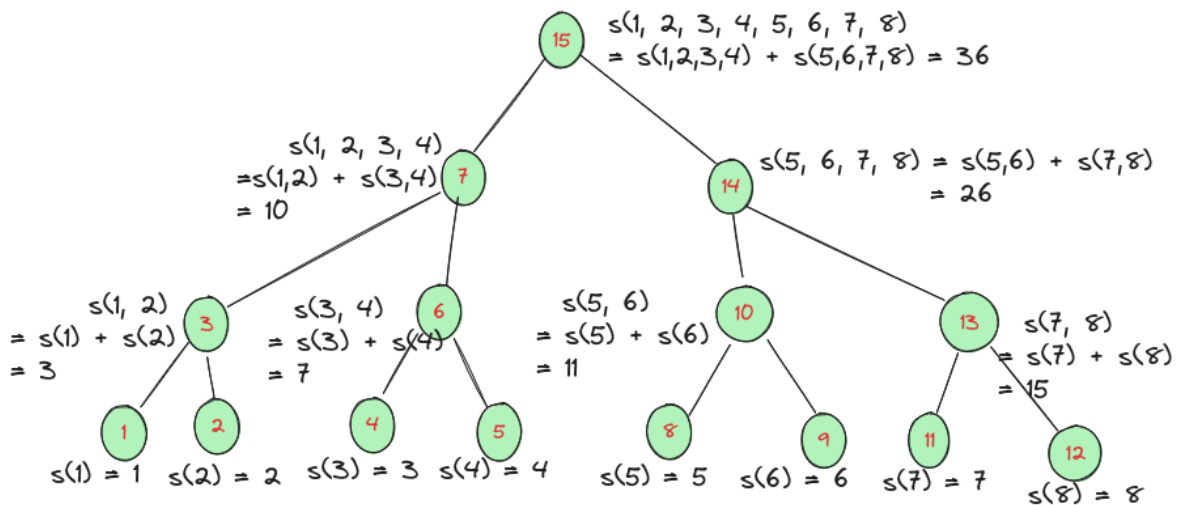 15
s(1, 2, 3, 4, 5, 6, 7, 8)
= s(1,2,3,4) + s(5,6,7,8) = 36
s(1, 2, 3, 4)
=s(1,2) + s(3,4)
= 10
7
14
s(5, 6, 7, 8) = s(5,6) + s(7,8)
= 26
s(1, 2)
= s(1) + s(2)
= 3
3
s(3, 4)
= s(3) + s(4)
= 7
6
s(5, 6)
= s(5) + s(6)
= 11
10
13
s(7, 8)
= s(7) + s(8)
= 15
1
2
4
5
8
9
11
12
s(1) = 1
s(2) = 2
s(3) = 3
s(4) = 4
s(5) = 5
s(6) = 6
s(7) = 7
s(8) = 8